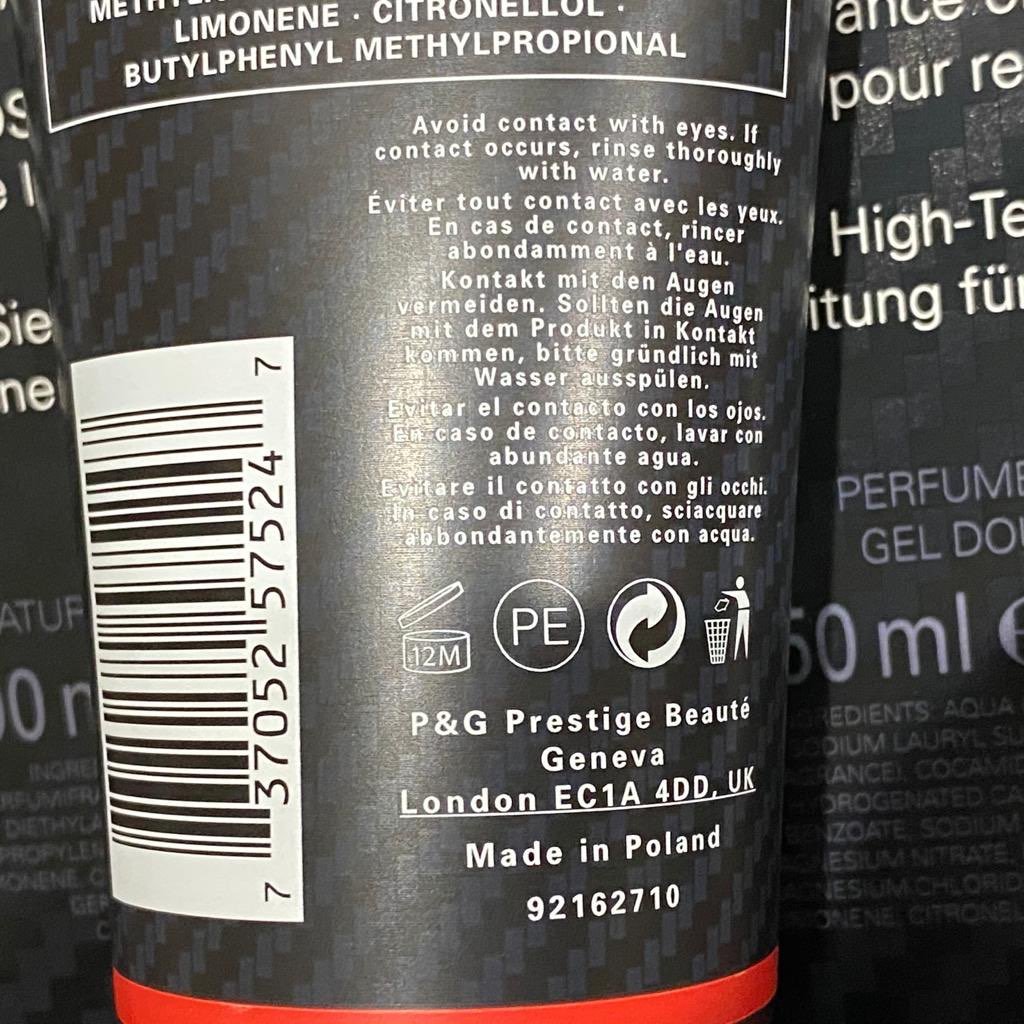 LIMONENE · CITRONELLOL ·
BUTYLPHENYL METHYLPROPIONAL
Avoid contact with eyes. If
contact occurs, rinse thoroughly
with water.
Éviter tout contact avec les yeux.
En cas de contact, rincer
abondamment à l'eau.
Kontakt mit den Augen
vermeiden. Sollten die Augen
mit dem Produkt in Kontakt
kommen, bitte gründlich mit
Wasser ausspülen.
Evitar el contacto con los ojos.
En caso de contacto, lavar con
abundante agua.
Evitare il contatto con gli occhi.
In caso di contatto, sciacquare
abbondantemente con acqua.
12M
PE
P&G Prestige Beauté
Geneva
London EC1A 4DD, UK
Made in Poland
92162710
7 37052 57524 7
pour re
High-Te
itung für
PERFUME
GEL DOU
50 ml
Sie
ne